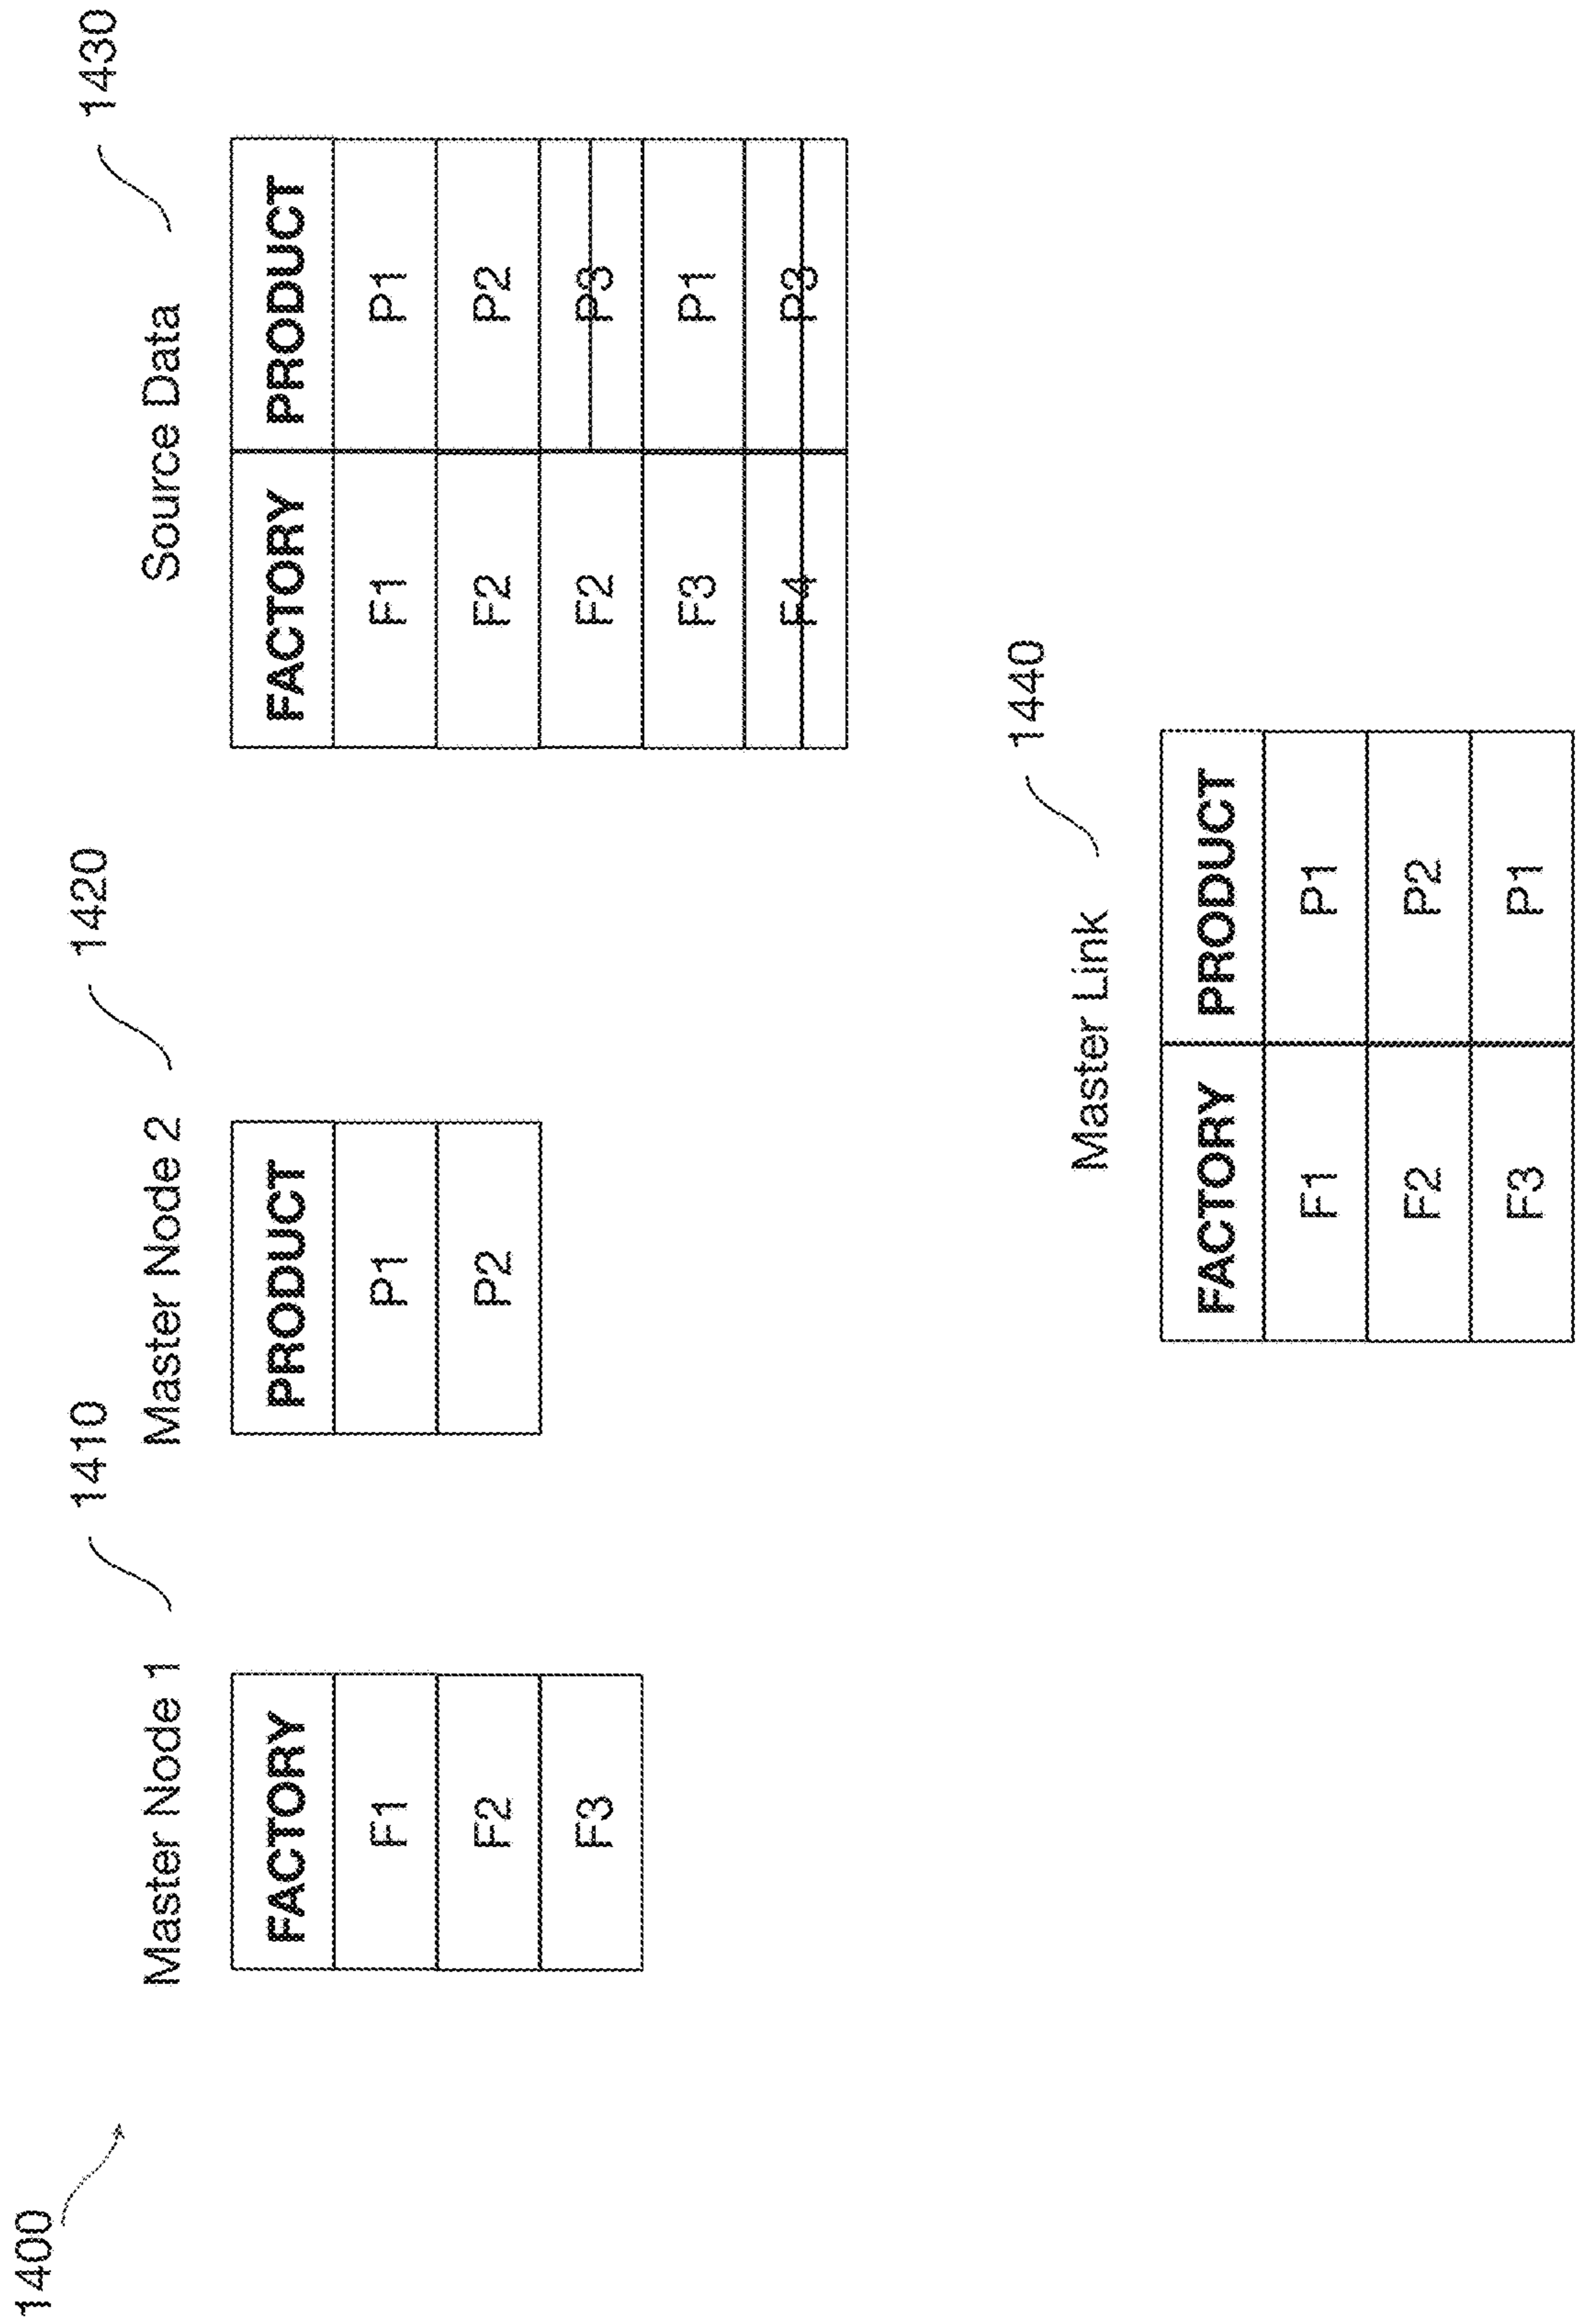 1400
1410
Master Node 1
FACTORY
F1
F2
F3
1420
Master Node 2
PRODUCT
P1
P2
1430
Source Data
FACTORY PRODUCT
F1 P1
F2 P2
F2 P3
F3 P1
F4 P3
1440
Master Link
FACTORY PRODUCT
F1 P1
F2 P2
F3 P1